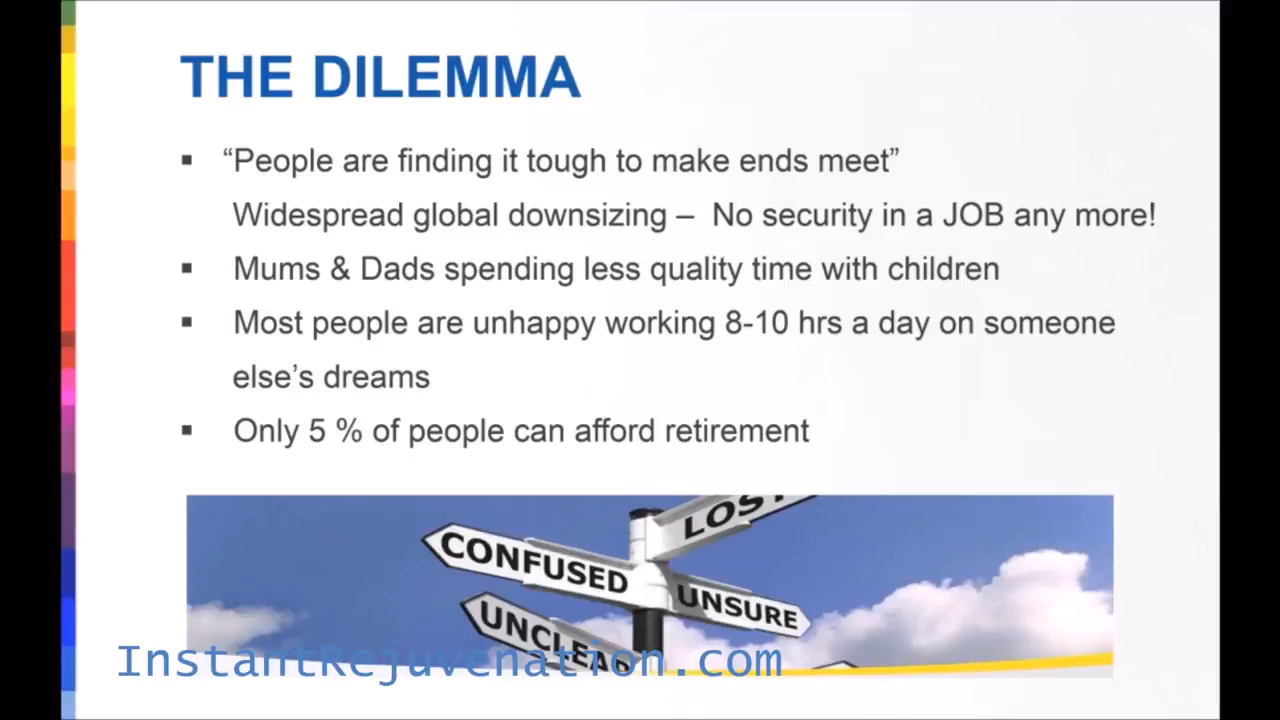 THE DILEMMA
▪ “People are finding it tough to make ends meet”
Widespread global downsizing – No security in a JOB any more!
▪ Mums & Dads spending less quality time with children
▪ Most people are unhappy working 8-10 hrs a day on someone
else’s dreams
▪ Only 5 % of people can afford retirement
LOST
CONFUSED
UNSURE
UNCLEAR
InstantRejuvenation.com